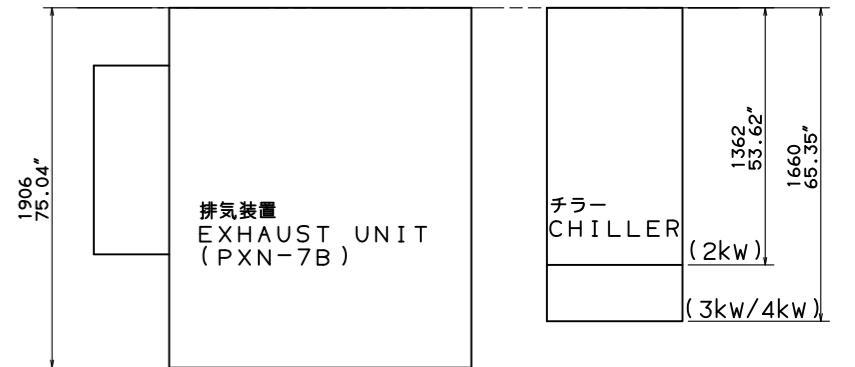 1906
75.04"
排気装置
EXHAUST UNIT
(PXN-7B)
チラー
CHILLER
(2kW)
(3kW/4kW)
1362
53.62"
1660
65.35"